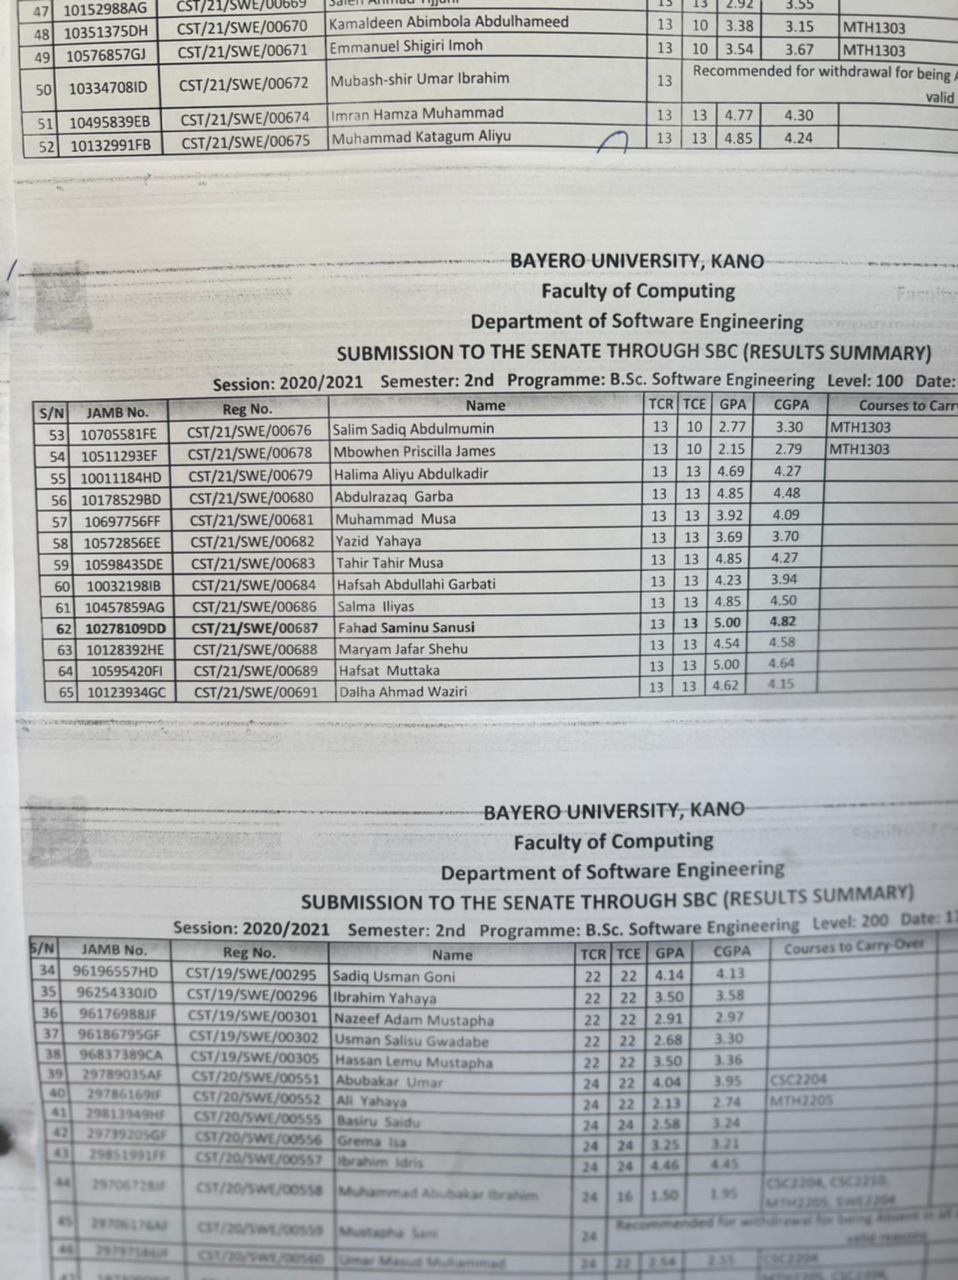 47 10152988AG CST/21/SWE/00669 13 13 2.92 3.55
48 10351375DH CST/21/SWE/00670 Kamaldeen Abimbola Abdulhameed 13 10 3.38 3.15 MTH1303
49 10576857GJ CST/21/SWE/00671 Emmanuel Shigiri Imoh 13 10 3.54 3.67 MTH1303
50 10334708ID CST/21/SWE/00672 Mubash-shir Umar Ibrahim 13 Recommended for withdrawal for being
valid
51 10495839EB CST/21/SWE/00674 Imran Hamza Muhammad 13 13 4.77 4.30
52 10132991FB CST/21/SWE/00675 Muhammad Katagum Aliyu 13 13 4.85 4.24
BAYERO UNIVERSITY, KANO
Faculty of Computing
Department of Software Engineering
SUBMISSION TO THE SENATE THROUGH SBC (RESULTS SUMMARY)
Session: 2020/2021 Semester: 2nd Programme: B.Sc. Software Engineering Level: 100 Date:
S/N JAMB No. Reg No. Name TCR TCE GPA CGPA Courses to Carry
53 10705581FE CST/21/SWE/00676 Salim Sadiq Abdulmumin 13 10 2.77 3.30 MTH1303
54 10511293EF CST/21/SWE/00678 Mbowhen Priscilla James 13 10 2.15 2.79 MTH1303
55 10011184HD CST/21/SWE/00679 Halima Aliyu Abdulkadir 13 13 4.69 4.27
56 10178529BD CST/21/SWE/00680 Abdulrazaq Garba 13 13 4.85 4.48
57 10697756FF CST/21/SWE/00681 Muhammad Musa 13 13 3.92 4.09
58 10572856EE CST/21/SWE/00682 Yazid Yahaya 13 13 3.69 3.70
59 10598435DE CST/21/SWE/00683 Tahir Tahir Musa 13 13 4.85 4.27
60 10032198IB CST/21/SWE/00684 Hafsah Abdullahi Garbati 13 13 4.23 3.94
61 10457859AG CST/21/SWE/00686 Salma Iliyas 13 13 4.85 4.50
62 10278109DD CST/21/SWE/00687 Fahad Saminu Sanusi 13 13 5.00 4.82
63 10128392HE CST/21/SWE/00688 Maryam Jafar Shehu 13 13 4.54 4.58
64 10595420FI CST/21/SWE/00689 Hafsat Muttaka 13 13 5.00 4.64
65 10123934GC CST/21/SWE/00691 Dalha Ahmad Waziri 13 13 4.62 4.15
BAYERO UNIVERSITY, KANO
Faculty of Computing
Department of Software Engineering
SUBMISSION TO THE SENATE THROUGH SBC (RESULTS SUMMARY)
Session: 2020/2021 Semester: 2nd Programme: B.Sc. Software Engineering Level: 200 Date: 1
S/N JAMB No. Reg No. Name TCR TCE GPA CGPA Courses to Carry-Over
34 96196557HD CST/19/SWE/00295 Sadiq Usman Goni 22 22 4.14 4.13
35 96254330JD CST/19/SWE/00296 Ibrahim Yahaya 22 22 3.50 3.58
36 96176988JF CST/19/SWE/00301 Nazeef Adam Mustapha 22 22 2.91 2.97
37 96186795GF CST/19/SWE/00302 Usman Salisu Gwadabe 22 22 2.68 3.30
38 96837389CA CST/19/SWE/00305 Hassan Lemu Mustapha 22 22 3.50 3.36
39 29789035AF CST/20/SWE/00551 Abubakar Umar 24 22 4.04 3.95 CSC2204
40 29786169IF CST/20/SWE/00552 Ali Yahaya 24 22 2.13 2.74 MTH2205
41 29813949HF CST/20/SWE/00555 Basiru Saidu 24 24 2.58 3.24
42 29739205GF CST/20/SWE/00556 Grema Isa 24 24 3.25 3.21
43 29851991FF CST/20/SWE/00557 Ibrahim Idris 24 24 4.46 4.45
44 CST/20/SWE/00558 Muhammad Abubakar Ibrahim 24 16 1.50 1.95 CSC2204, CSC2210,
MTH2205, SWE2204
45 CST/20/SWE/00559 Mustapha Sani 24 Recommended for withdrawal for being Absent in all
valid reasons
46 CST/20/SWE/00560 Umar Masud Muhammad 24 22 2.54 2.55 CSC2204